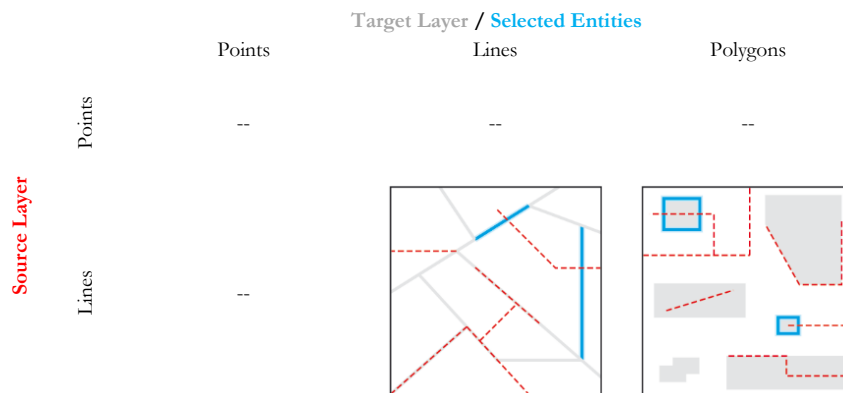 Target Layer / Selected Entities
Points Lines Polygons
Source Layer
Points -- -- --
Lines --